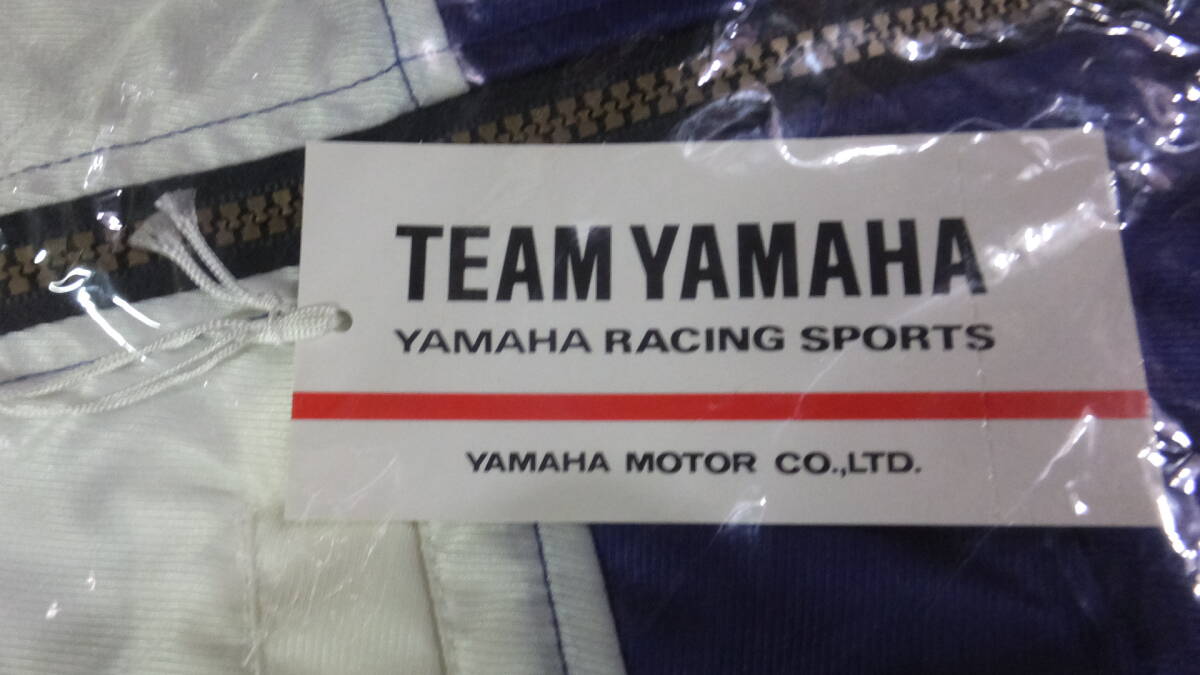 TEAM YAMAHA
YAMAHA RACING SPORTS
YAMAHA MOTOR CO.,LTD.